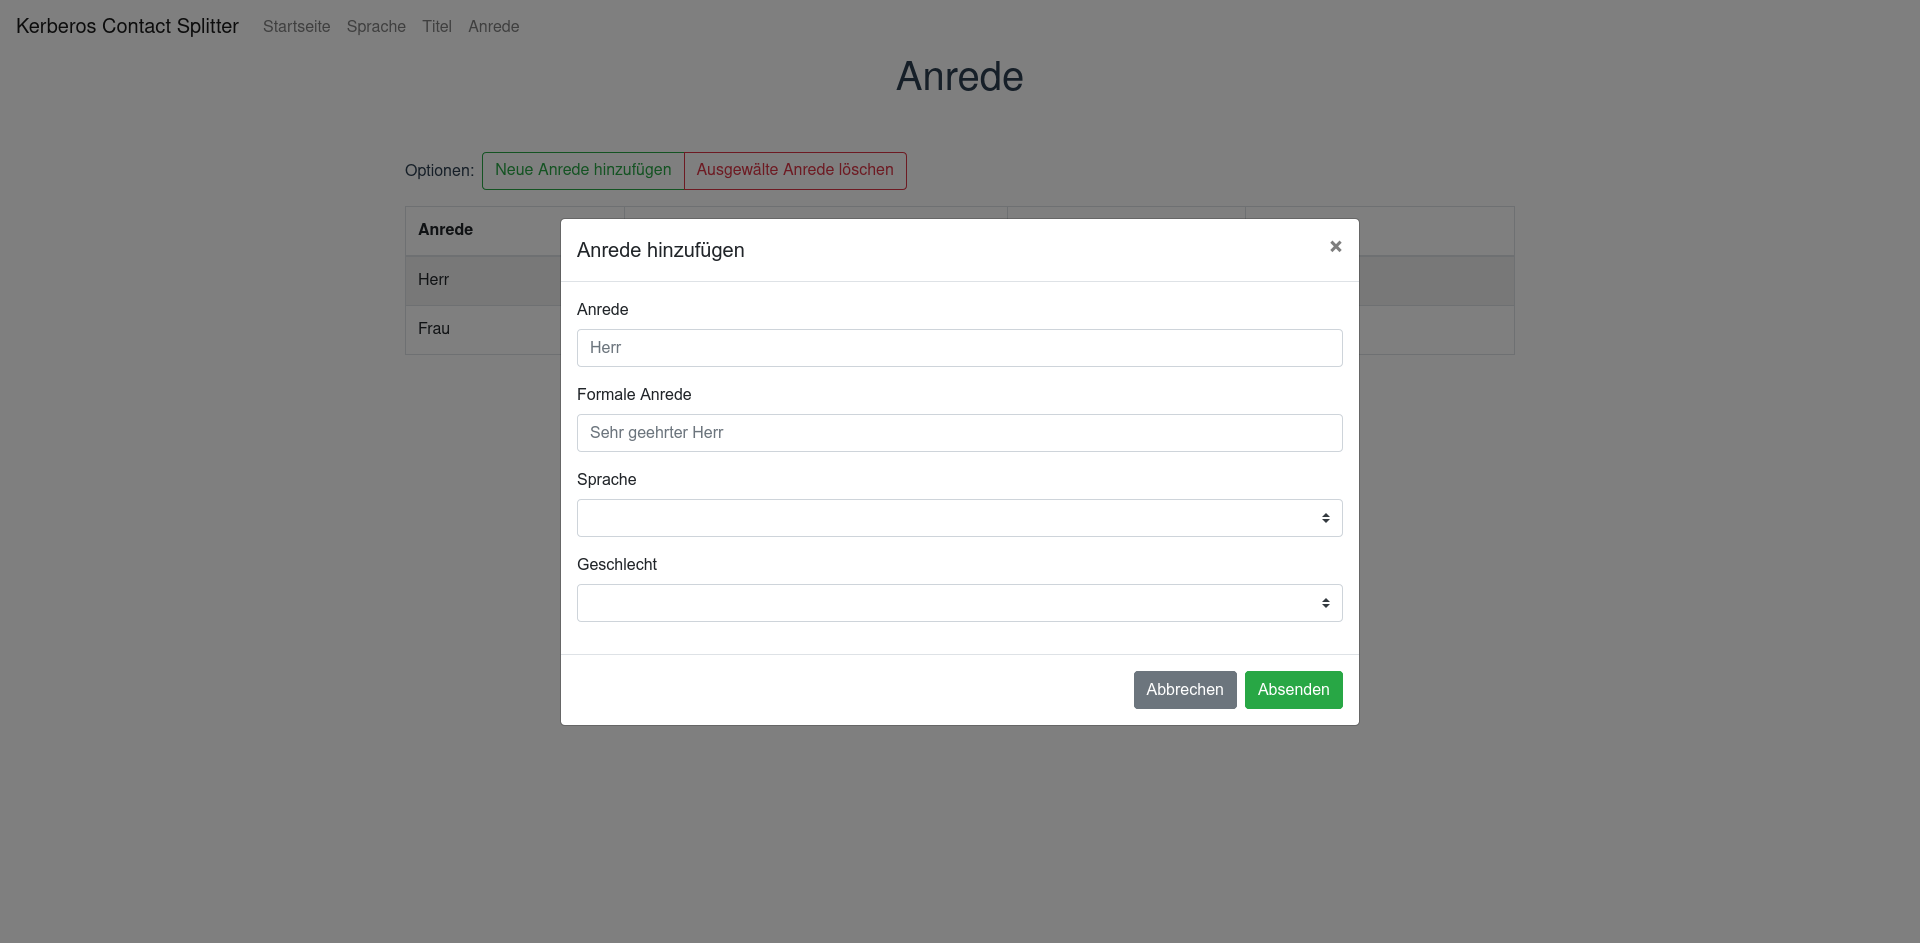 Kerberos Contact Splitter Startseite Sprache Titel Anrede
Anrede
Optionen: Neue Anrede hinzufügen Ausgewälte Anrede löschen
Anrede
Herr
Frau
Anrede hinzufügen ×
Anrede
Herr
Formale Anrede
Sehr geehrter Herr
Sprache
Geschlecht
Abbrechen Absenden